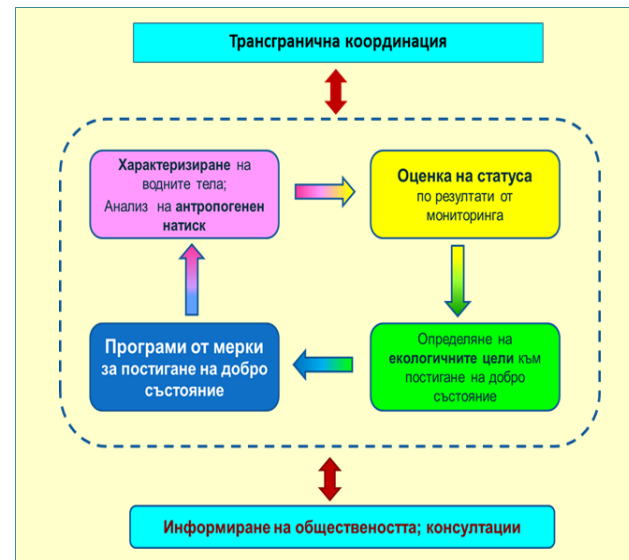 Трансгранична координация
Характеризиране на
водните тела;
Анализ на антропогенен
натиск
Оценка на статуса
по резултати от
мониторинга
Програми от мерки
за постигане на добро
състояние
Определяне на
екологичните цели към
постигане на добро
състояние
Информиране на обществеността; консултации